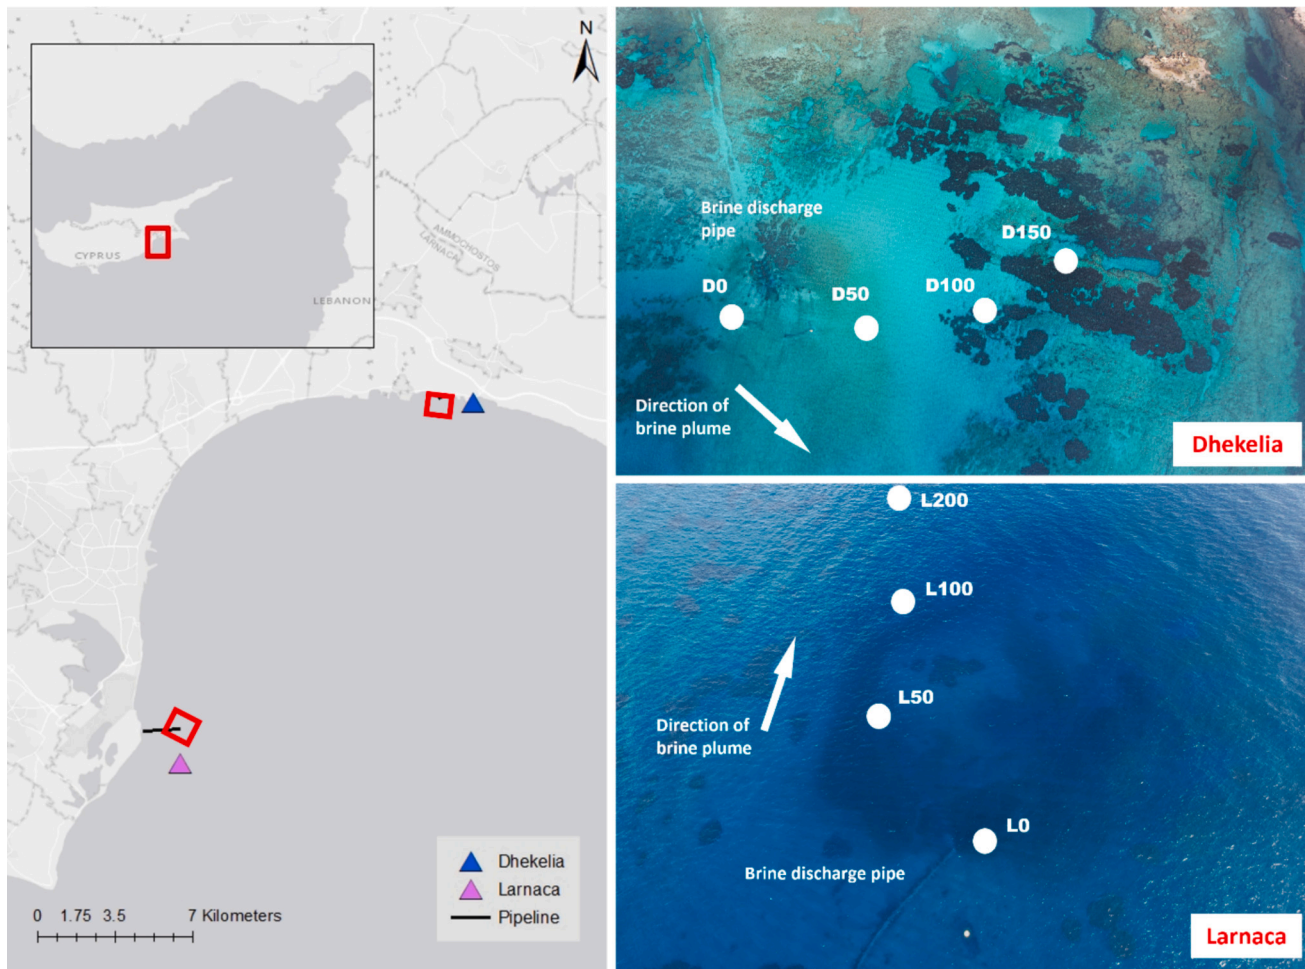 N
CYPRUS
LEBANON
AMMOCHOSTOS
LARNACA
Dhekelia
Larnaca
Pipeline
0 1.75 3.5 7 Kilometers
Brine discharge
pipe
D0
D50
D100
D150
Direction of
brine plume
Dhekelia
L200
L100
L50
L0
Direction of
brine plume
Brine discharge pipe
Larnaca